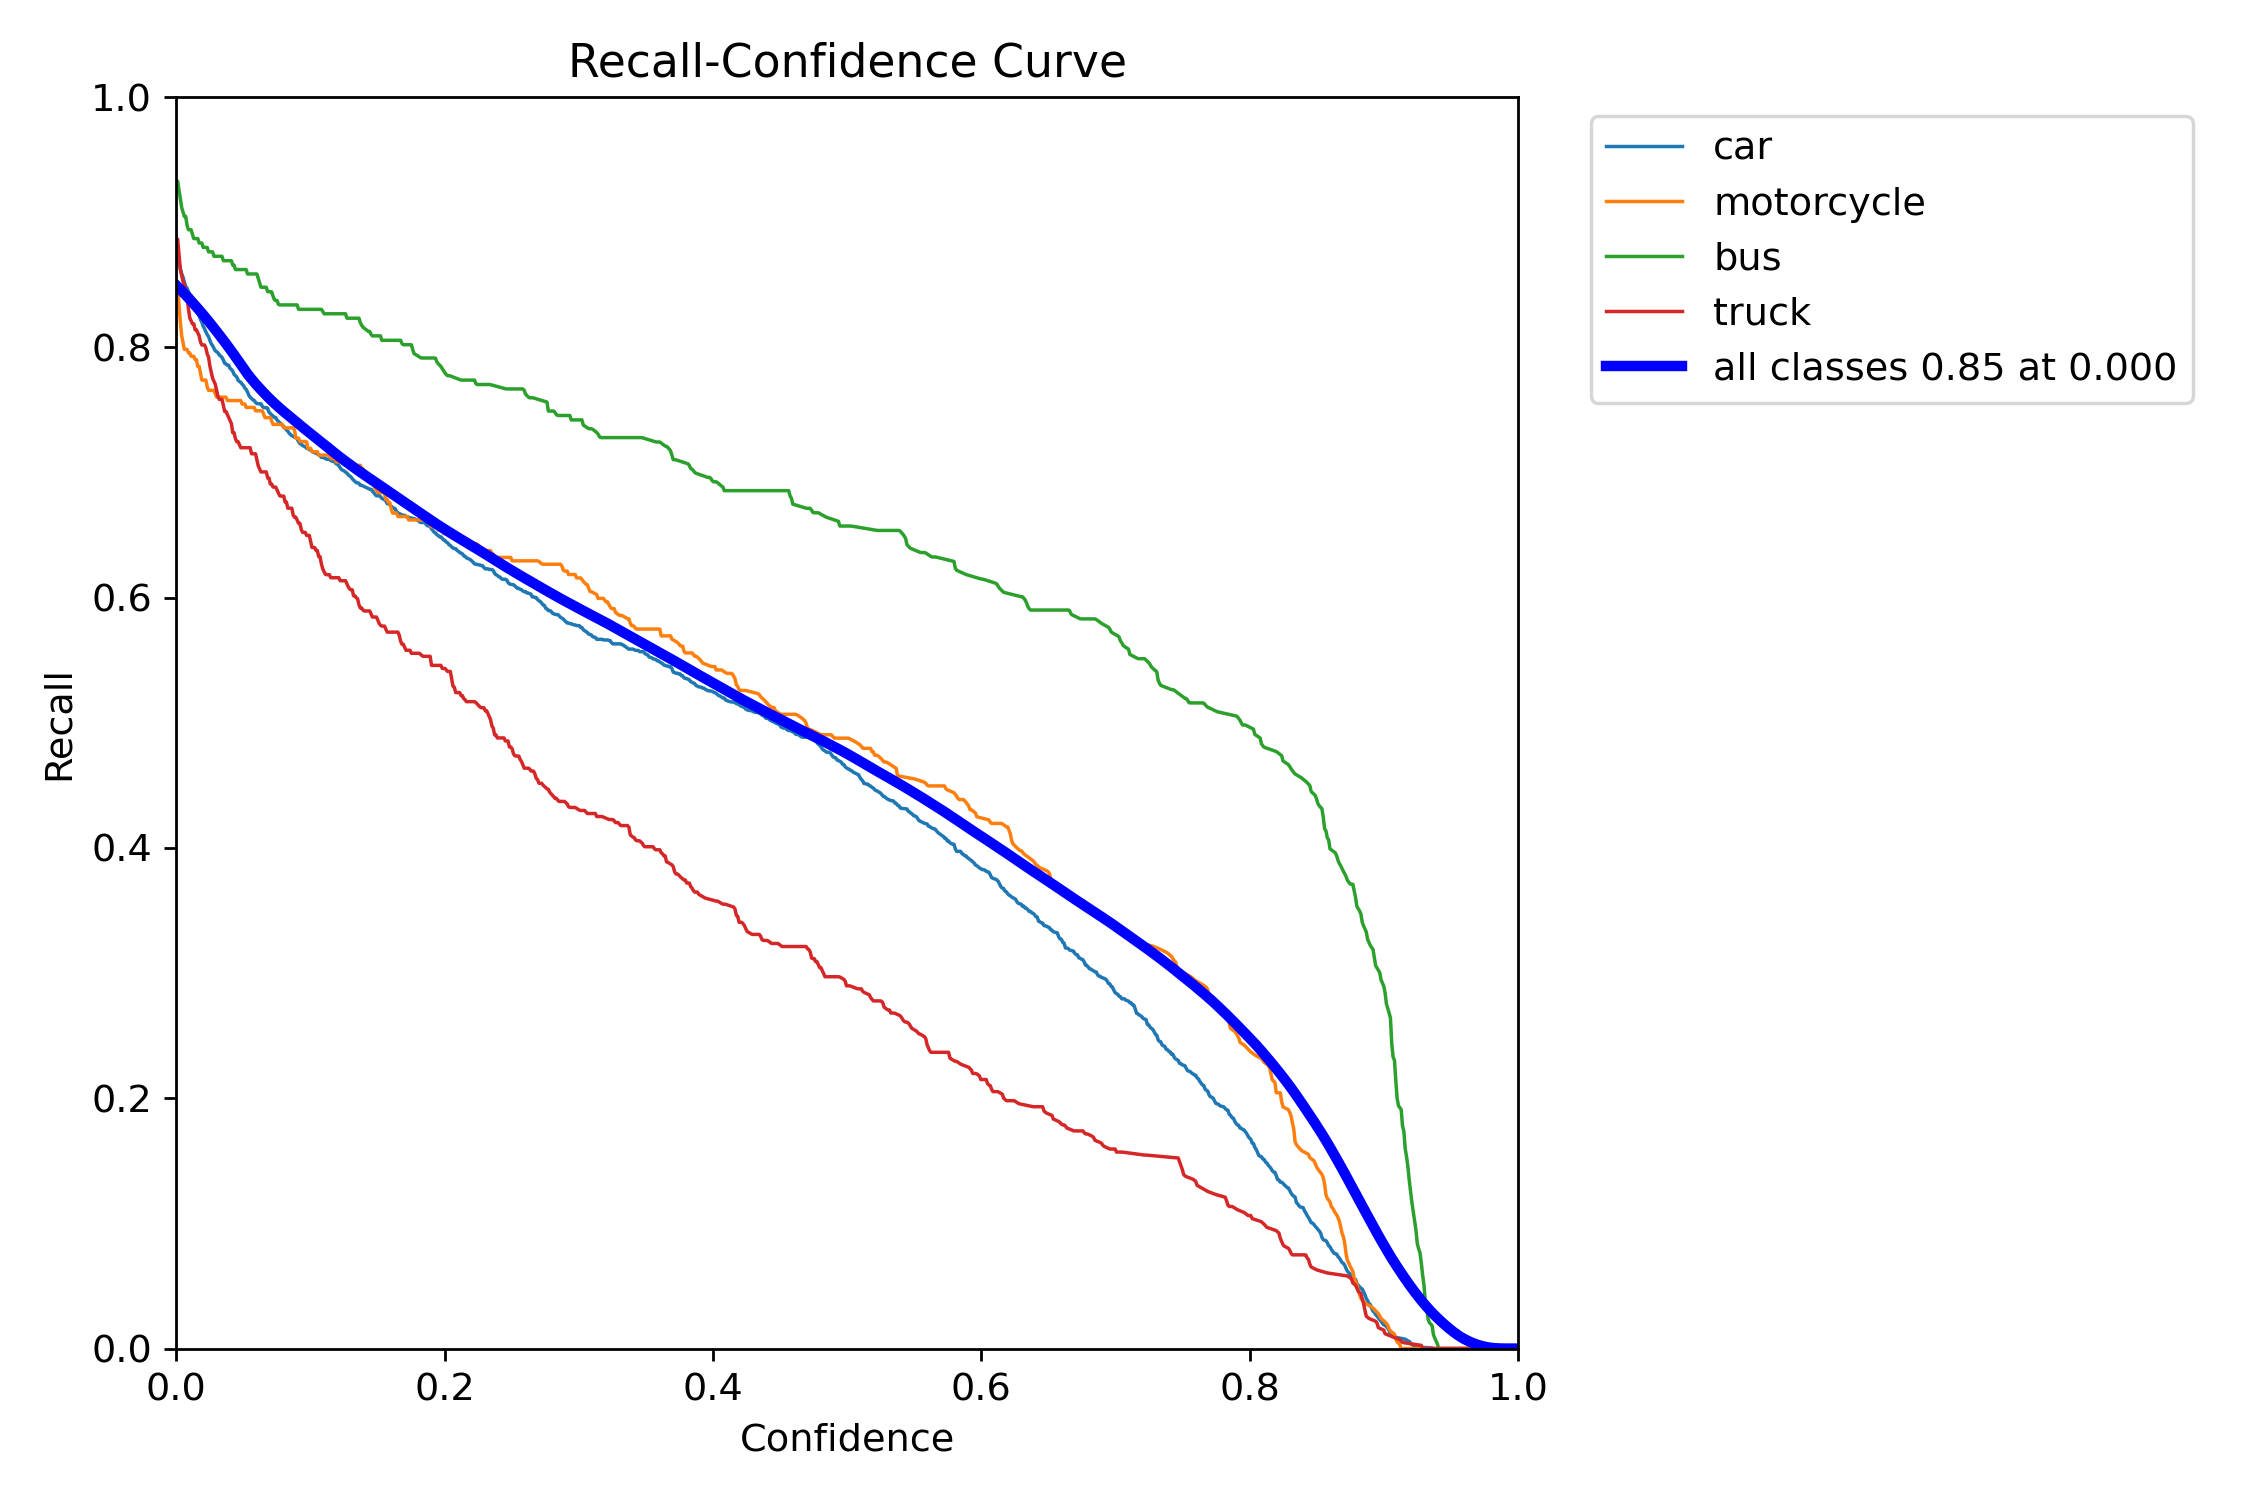 Recall-Confidence Curve
1.0
0.8
0.6
0.4
0.2
0.0
Recall
0.0 0.2 0.4 0.6 0.8 1.0
Confidence
car
motorcycle
bus
truck
all classes 0.85 at 0.000